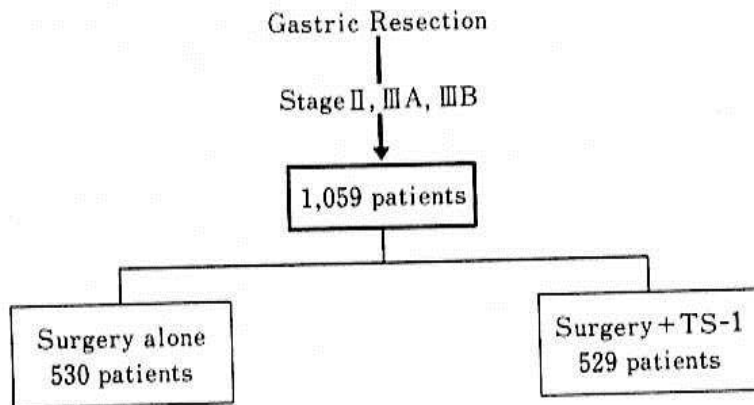 Gastric Resection
Stage Ⅱ, ⅢA, ⅢB
1,059 patients
Surgery alone
530 patients
Surgery+TS-1
529 patients